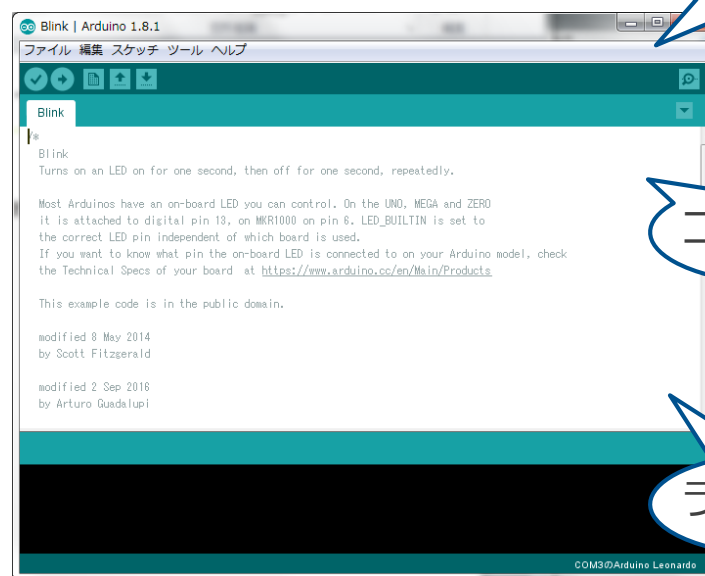 Blink | Arduino 1.8.1
ファイル 編集 スケッチ ツール ヘルプ
Blink
/*
Blink
Turns on an LED on for one second, then off for one second, repeatedly.
Most Arduinos have an on-board LED you can control. On the UNO, MEGA and ZERO
it is attached to digital pin 13, on MKR1000 on pin 6. LED_BUILTIN is set to
the correct LED pin independent of which board is used.
If you want to know what pin the on-board LED is connected to on your Arduino model, check
the Technical Specs of your board at https://www.arduino.cc/en/Main/Products
This example code is in the public domain.
modified 8 May 2014
by Scott Fitzgerald
modified 2 Sep 2016
by Arturo Guadalupi
COM3のArduino Leonardo